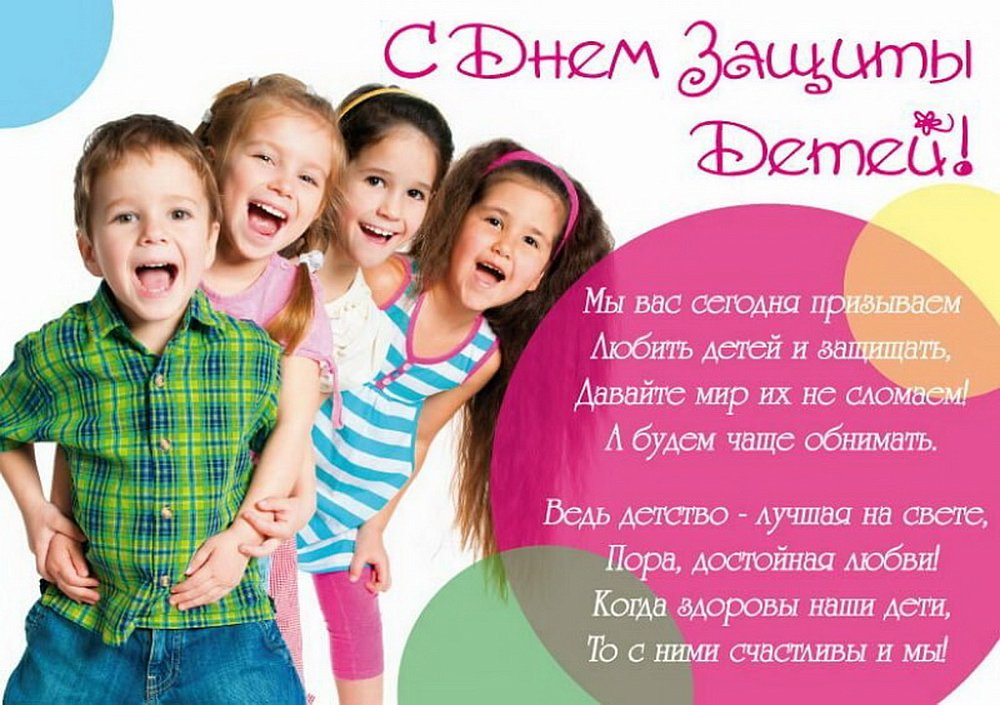 С Днем Защиты
Детей!
Мы вас сегодня призываем
Любить детей и защищать,
Давайте мир их не сломаем!
А будем чаще обнимать.
Ведь детство - лучшая на свете,
Пора, достойная любви!
Когда здоровы наши дети,
То с ними счастливы и мы!